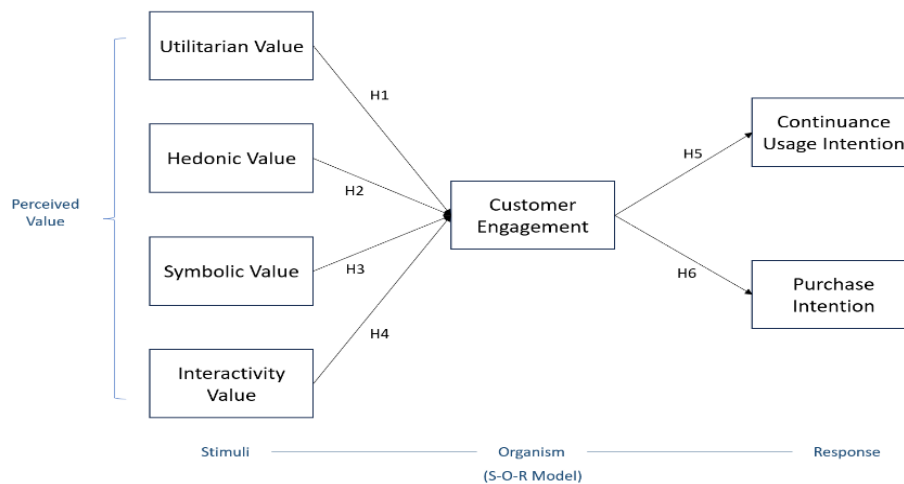 Utilitarian Value
H1
Hedonic Value
H2
Perceived
Value
Symbolic Value
H3
Interactivity
Value
H4
Customer
Engagement
H5
Continuance
Usage Intention
H6
Purchase
Intention
Stimuli
Organism
(S-O-R Model)
Response